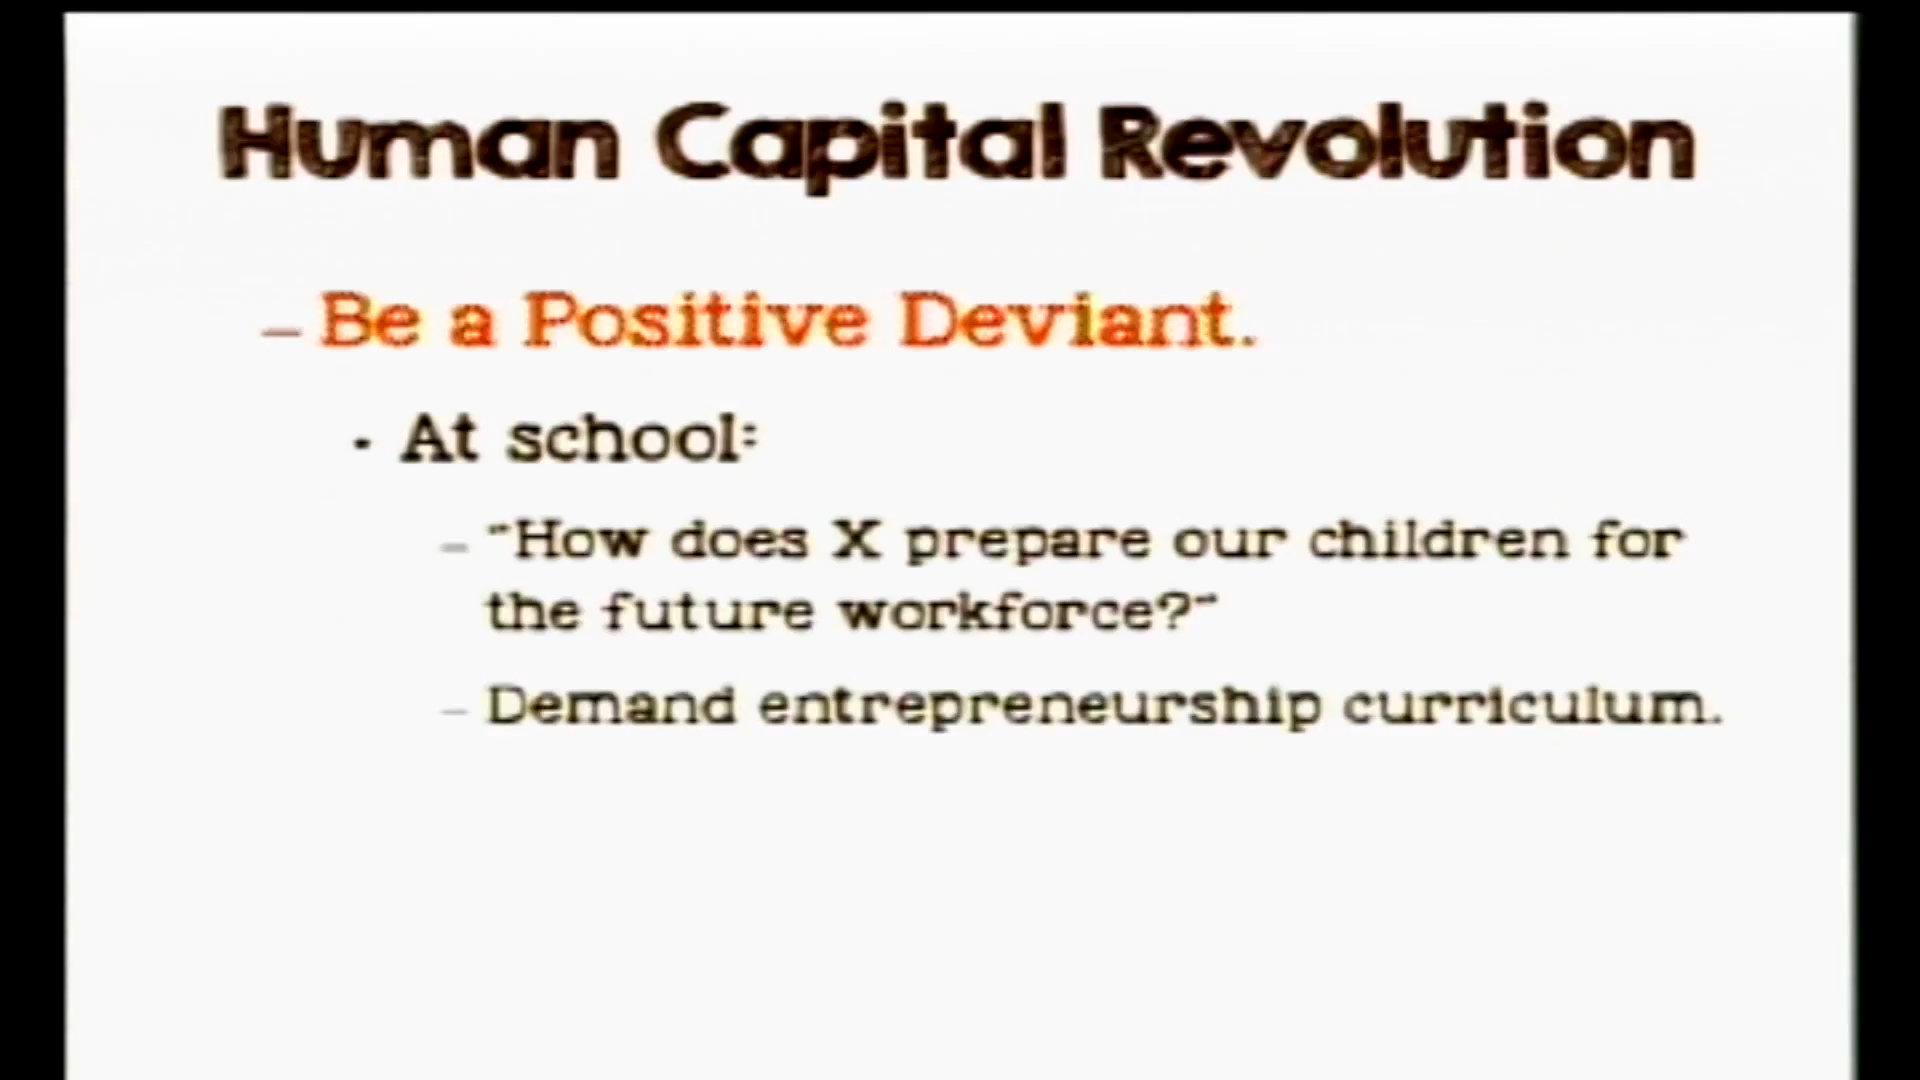 Human Capital Revolution
– Be a Positive Deviant.
• At school:
– "How does X prepare our children for
the future workforce?"
– Demand entrepreneurship curriculum.